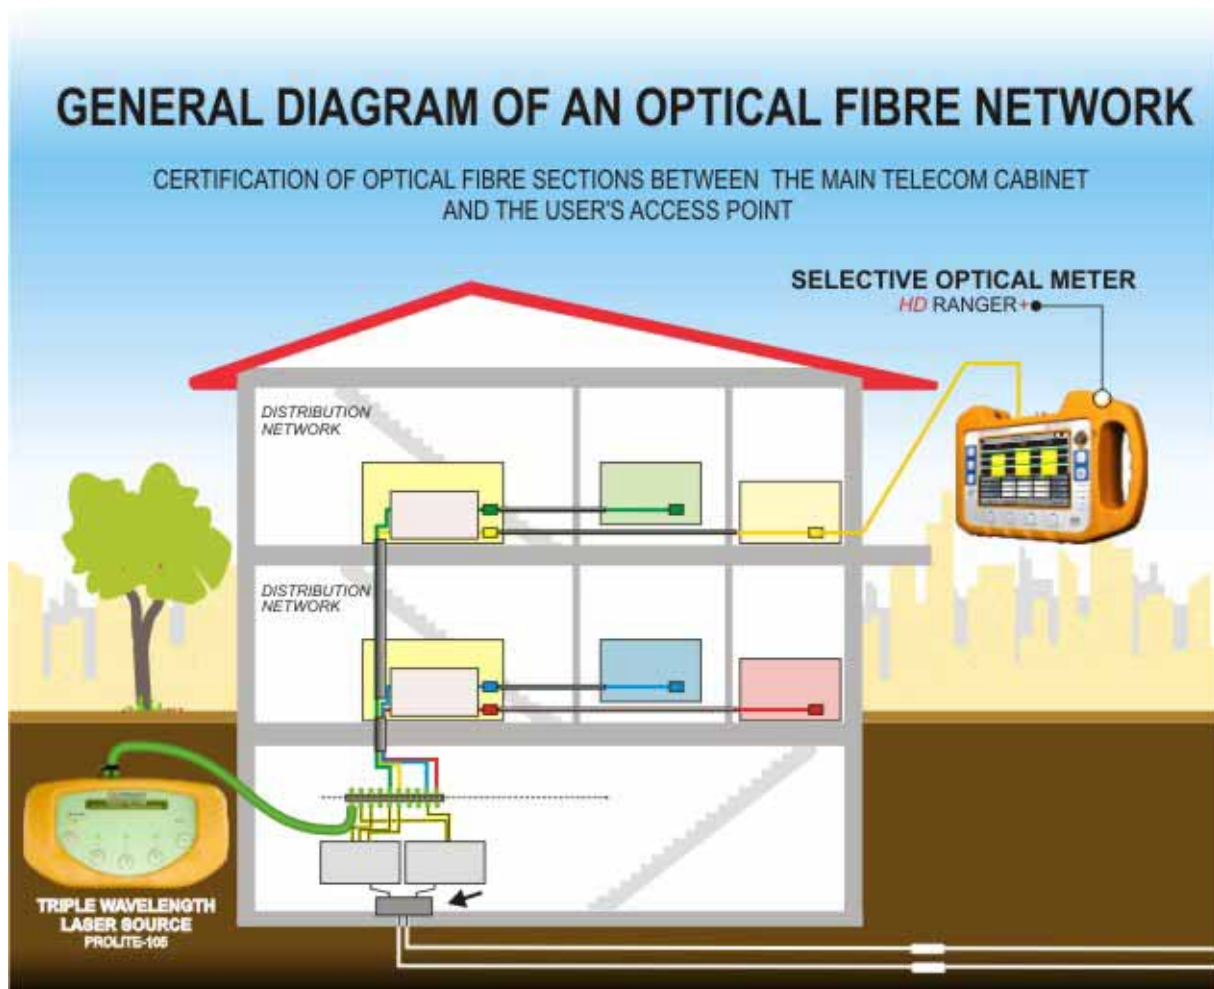 GENERAL DIAGRAM OF AN OPTICAL FIBRE NETWORK
CERTIFICATION OF OPTICAL FIBRE SECTIONS BETWEEN THE MAIN TELECOM CABINET
AND THE USER'S ACCESS POINT
SELECTIVE OPTICAL METER
HD RANGER+
DISTRIBUTION
NETWORK
DISTRIBUTION
NETWORK
TRIPLE WAVELENGTH
LASER SOURCE
PROLITE-105